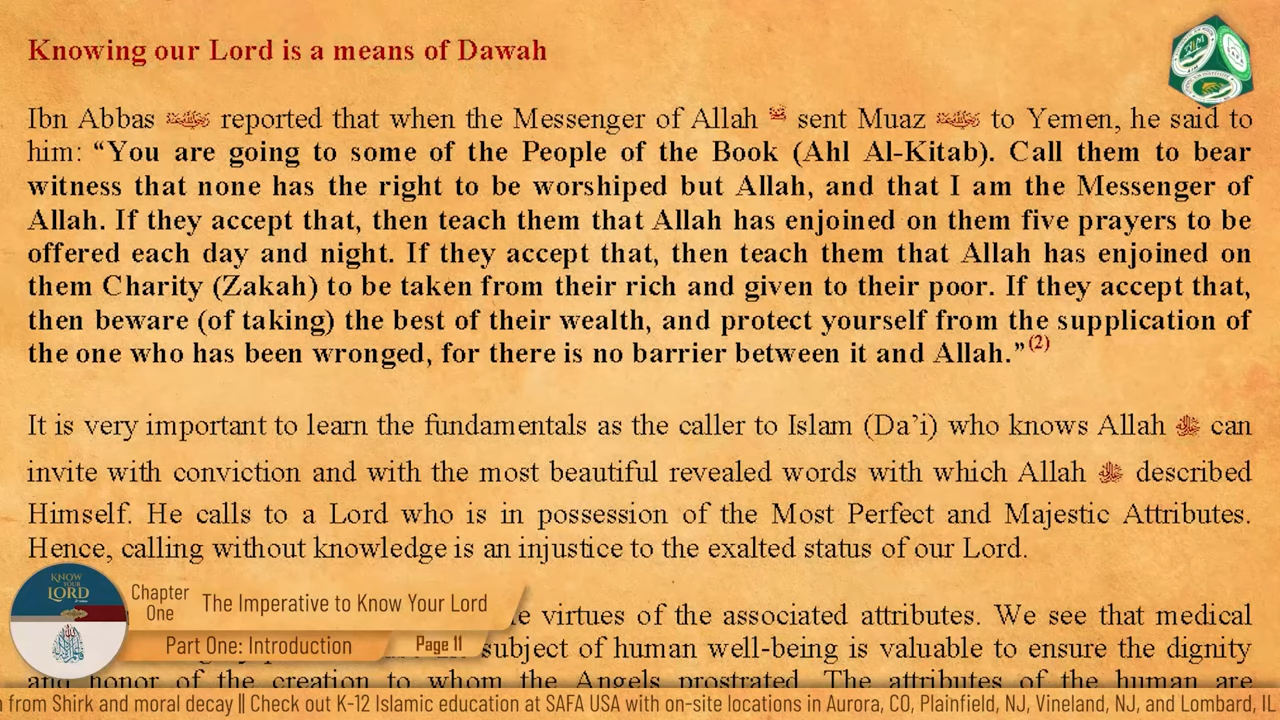 Knowing our Lord is a means of Dawah
Ibn Abbas reported that when the Messenger of Allah ﷺ sent Muaz to Yemen, he said to
him: “You are going to some of the People of the Book (Ahl Al-Kitab). Call them to bear
witness that none has the right to be worshiped but Allah, and that I am the Messenger of
Allah. If they accept that, then teach them that Allah has enjoined on them five prayers to be
offered each day and night. If they accept that, then teach them that Allah has enjoined on
them Charity (Zakah) to be taken from their rich and given to their poor. If they accept that,
then beware (of taking) the best of their wealth, and protect yourself from the supplication of
the one who has been wronged, for there is no barrier between it and Allah.”(2)
It is very important to learn the fundamentals as the caller to Islam (Da’i) who knows Allah ﷻ can
invite with conviction and with the most beautiful revealed words with which Allah ﷻ described
Himself. He calls to a Lord who is in possession of the Most Perfect and Majestic Attributes.
Hence, calling without knowledge is an injustice to the exalted status of our Lord.
virtues of the associated attributes. We see that medical
subject of human well-being is valuable to ensure the dignity
and honor of the creation to whom the Angels prostrated. The attributes of the human are
KNOW
YOUR
LORD
Chapter
One
The Imperative to Know Your Lord
Part One: Introduction
Page 11
from Shirk and moral decay || Check out K-12 Islamic education at SAFA USA with on-site locations in Aurora, CO, Plainfield, NJ, Vineland, NJ, and Lombard, IL